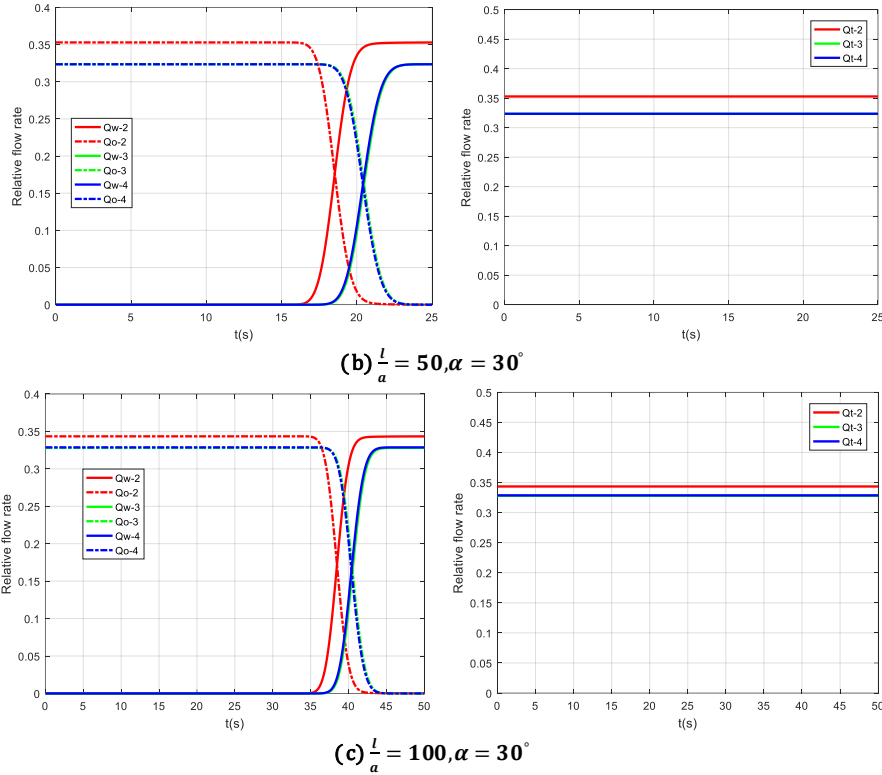 0.4
0.35
0.3
0.25
0.2
0.15
0.1
0.05
0
Relative flow rate
Qw-2
Qo-2
Qw-3
Qo-3
Qw-4
Qo-4
0 5 10 15 20 25
t(s)
0.5
0.45
0.4
0.35
0.3
0.25
0.2
0.15
0.1
0.05
0
Relative flow rate
Qt-2
Qt-3
Qt-4
0 5 10 15 20 25
t(s)
(b) l/a = 50,α = 30°
0.4
0.35
0.3
0.25
0.2
0.15
0.1
0.05
0
Relative flow rate
Qw-2
Qo-2
Qw-3
Qo-3
Qw-4
Qo-4
0 5 10 15 20 25 30 35 40 45 50
t(s)
0.5
0.45
0.4
0.35
0.3
0.25
0.2
0.15
0.1
0.05
0
Relative flow rate
Qt-2
Qt-3
Qt-4
0 5 10 15 20 25 30 35 40 45 50
t(s)
(c) l/a = 100,α = 30°